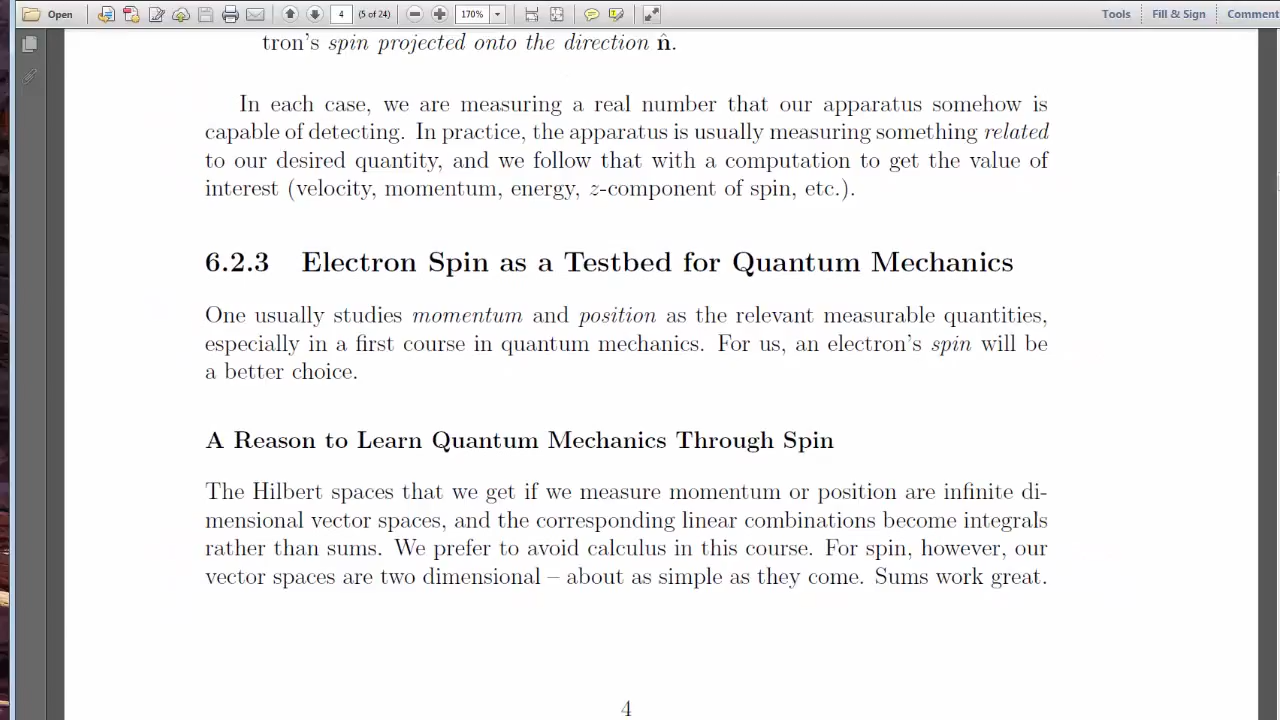 Open 4 (5 of 24) 170% Tools Fill & Sign Comment
tron's spin projected onto the direction n̂.
In each case, we are measuring a real number that our apparatus somehow is
capable of detecting. In practice, the apparatus is usually measuring something related
to our desired quantity, and we follow that with a computation to get the value of
interest (velocity, momentum, energy, z-component of spin, etc.).
6.2.3 Electron Spin as a Testbed for Quantum Mechanics
One usually studies momentum and position as the relevant measurable quantities,
especially in a first course in quantum mechanics. For us, an electron's spin will be
a better choice.
A Reason to Learn Quantum Mechanics Through Spin
The Hilbert spaces that we get if we measure momentum or position are infinite di-
mensional vector spaces, and the corresponding linear combinations become integrals
rather than sums. We prefer to avoid calculus in this course. For spin, however, our
vector spaces are two dimensional – about as simple as they come. Sums work great.
4